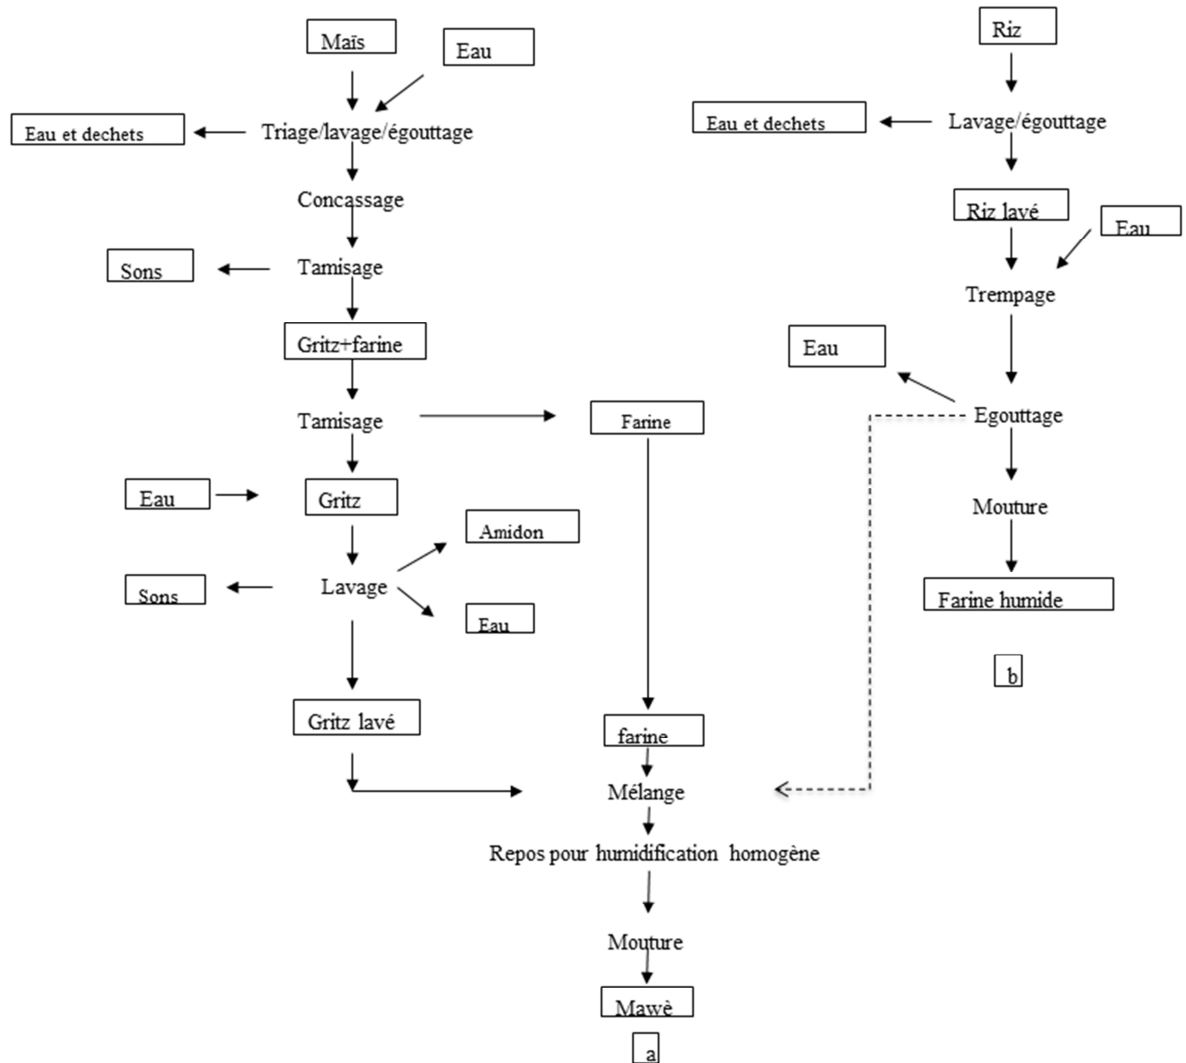 Maïs
Eau
Eau et dechets
Triage/lavage/égouttage
Concassage
Sons
Tamisage
Gritz+farine
Tamisage
Farine
Eau
Gritz
Amidon
Sons
Lavage
Eau
Gritz lavé
farine
Mélange
Repos pour humidification homogène
Mouture
Mawè
a
Riz
Eau et dechets
Lavage/égouttage
Riz lavé
Eau
Trempage
Eau
Egouttage
Mouture
Farine humide
b